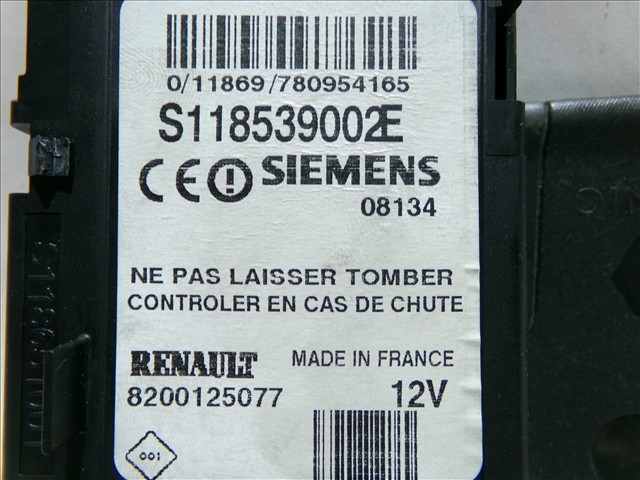 0/11869/780954165
S118539002E
CE SIEMENS
08134
NE PAS LAISSER TOMBER
CONTROLER EN CAS DE CHUTE
RENAULT MADE IN FRANCE
8200125077 12V
001